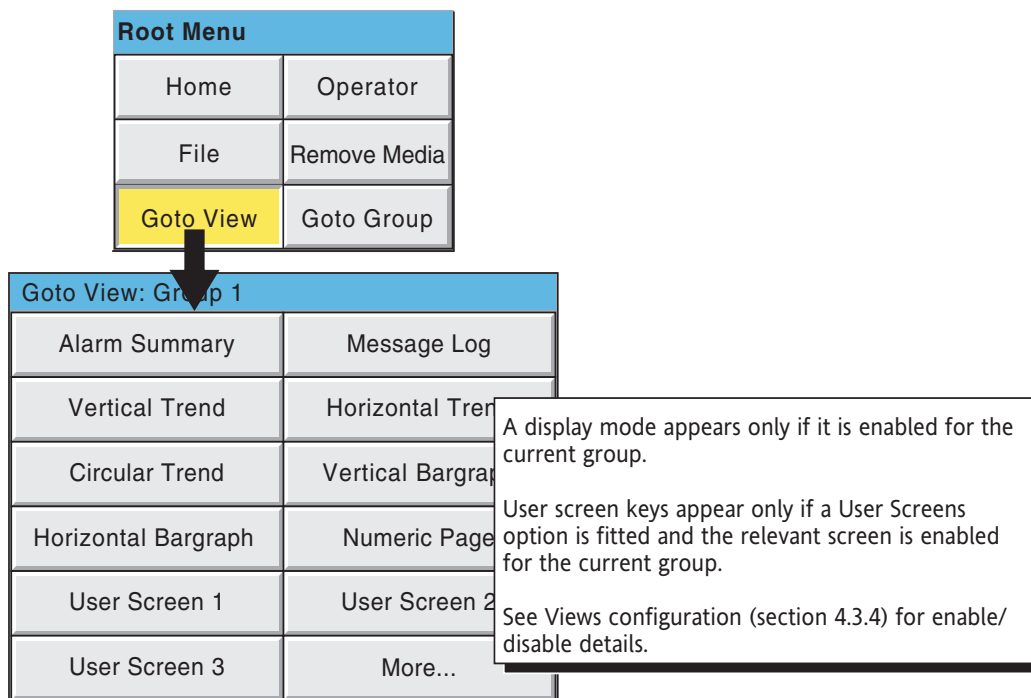 Root Menu
Home Operator
File Remove Media
Goto View Goto Group
Goto View: Gr p 1
Alarm Summary Message Log
Vertical Trend Horizontal Tren
Circular Trend Vertical Bargrap
Horizontal Bargraph Numeric Page
User Screen 1 User Screen 2
User Screen 3 More...
A display mode appears only if it is enabled for the
current group.
User screen keys appear only if a User Screens
option is fitted and the relevant screen is enabled
for the current group.
See Views configuration (section 4.3.4) for enable/
disable details.